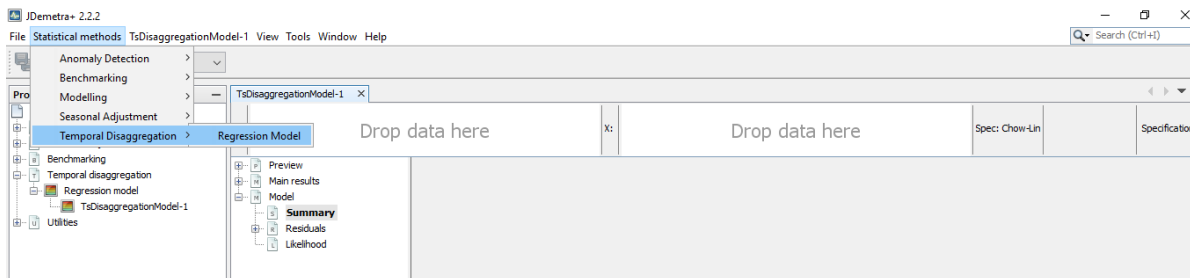 JDemetra+ 2.2.2
File Statistical methods TsDisaggregationModel-1 View Tools Window Help
Search (Ctrl+I)
Anomaly Detection
Benchmarking
Modelling
Seasonal Adjustment
Temporal Disaggregation
Regression Model
Pro
TsDisaggregationModel-1
Drop data here
X:
Drop data here
Spec: Chow-Lin
Specification
Benchmarking
Temporal disaggregation
Regression model
TsDisaggregationModel-1
Utilities
Preview
Main results
Model
Summary
Residuals
Likelihood